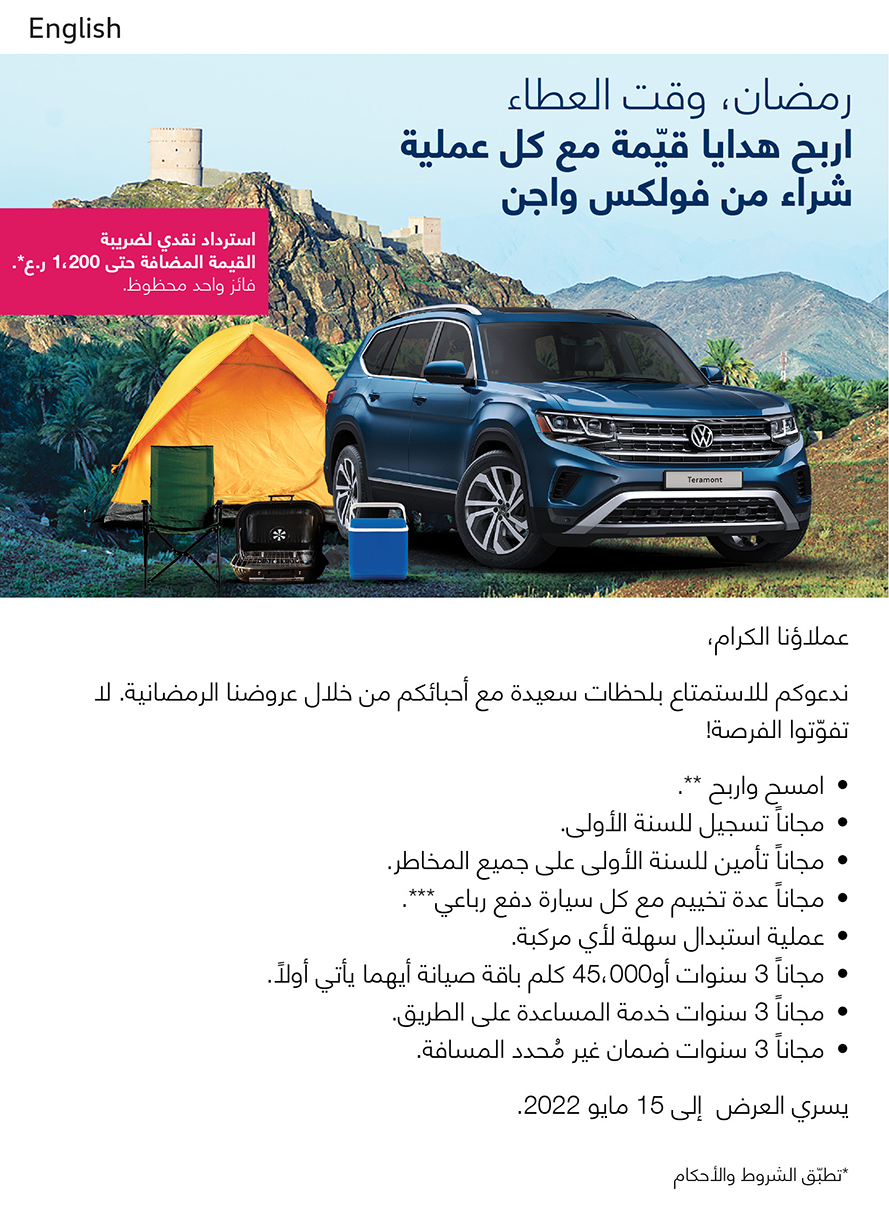 English
رمضان، وقت العطاء
اربح هدايا قيّمة مع كل عملية
شراء من فولكس واجن
استرداد نقدي لضريبة
القيمة المضافة حتى 1،200 ر.ع*.
فائز واحد محظوظ.
Teramont
عملاؤنا الكرام،
ندعوكم للاستمتاع بلحظات سعيدة مع أحبائكم من خلال عروضنا الرمضانية. لا
تفوّتوا الفرصة!
• امسح واربح **.
• مجاناً تسجيل للسنة الأولى.
• مجاناً تأمين للسنة الأولى على جميع المخاطر.
• مجاناً عدة تخييم مع كل سيارة دفع رباعي***.
• عملية استبدال سهلة لأي مركبة.
• مجاناً 3 سنوات أو45،000 كلم باقة صيانة أيهما يأتي أولاً.
• مجاناً 3 سنوات خدمة المساعدة على الطريق.
• مجاناً 3 سنوات ضمان غير مُحدد المسافة.
يسري العرض إلى 15 مايو 2022.
*تطبّق الشروط والأحكام